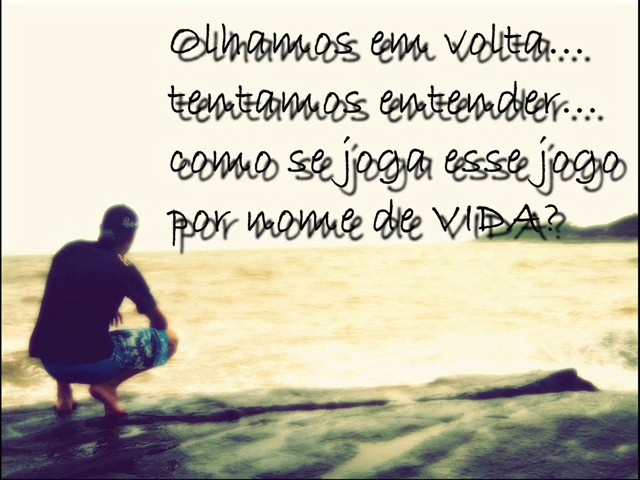 Olhamos em volta...
tentamos entender...
como se joga esse jogo
por nome de VIDA?